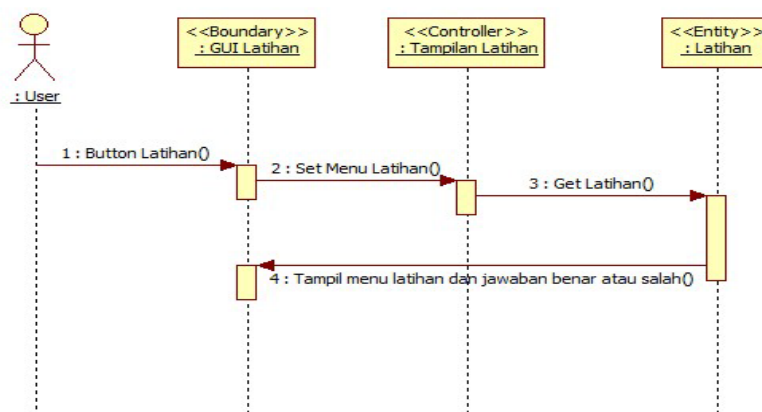 <<Boundary>>
: GUI Latihan
<<Controller>>
: Tampilan Latihan
<<Entity>>
: Latihan
: User
1 : Button Latihan()
2 : Set Menu Latihan()
3 : Get Latihan()
4 : Tampil menu latihan dan jawaban benar atau salah()